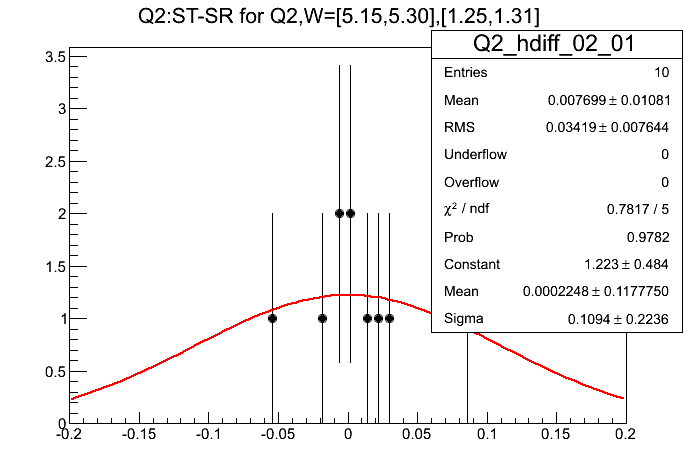 Q2:ST-SR for Q2,W=[5.15,5.30],[1.25,1.31]
Q2_hdiff_02_01
Entries 10
Mean 0.007699 ± 0.01081
RMS 0.03419 ± 0.007644
Underflow 0
Overflow 0
χ² / ndf 0.7817 / 5
Prob 0.9782
Constant 1.223 ± 0.484
Mean 0.0002248 ± 0.1177750
Sigma 0.1094 ± 0.2236
3.5
3
2.5
2
1.5
1
0.5
0
-0.2 -0.15 -0.1 -0.05 0 0.05 0.1 0.15 0.2